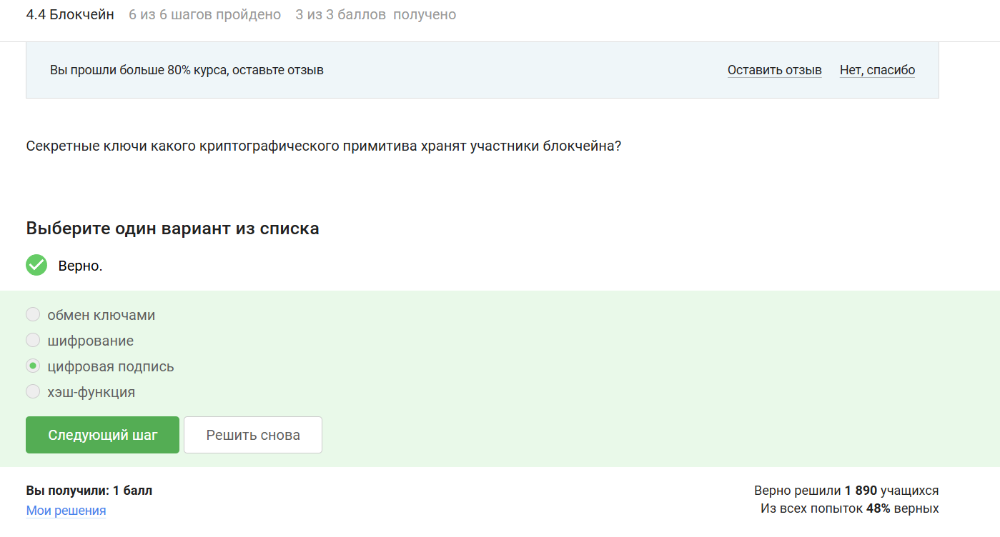 4.4 Блокчейн 6 из 6 шагов пройдено 3 из 3 баллов получено
Вы прошли больше 80% курса, оставьте отзыв Оставить отзыв Нет, спасибо
Секретные ключи какого криптографического примитива хранят участники блокчейна?
Выберите один вариант из списка
Верно.
обмен ключами
шифрование
цифровая подпись
хэш-функция
Следующий шаг Решить снова
Вы получили: 1 балл
Мои решения
Верно решили 1 890 учащихся
Из всех попыток 48% верных